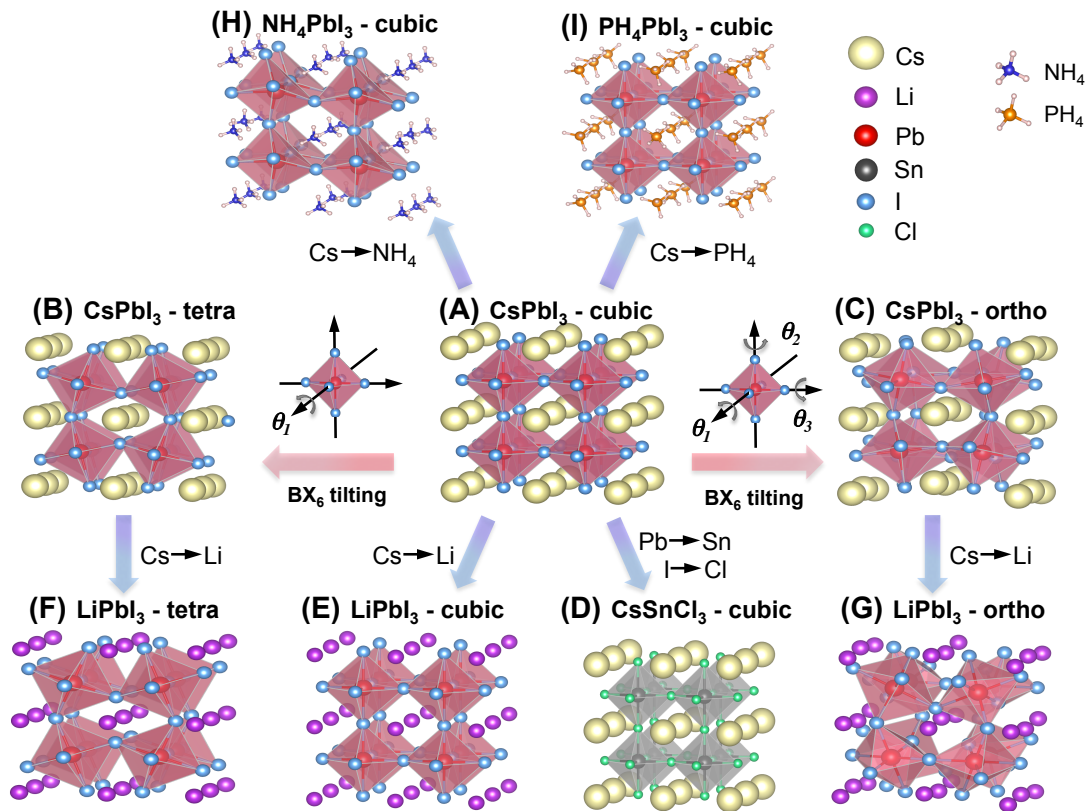 (H) NH₄PbI₃ - cubic
(I) PH₄PbI₃ - cubic
Cs
Li
Pb
Sn
I
Cl
NH₄
PH₄
Cs→NH₄
Cs→PH₄
(B) CsPbI₃ - tetra
(A) CsPbI₃ - cubic
(C) CsPbI₃ - ortho
θ₁
θ₂
θ₁
θ₃
BX₆ tilting
BX₆ tilting
Cs→Li
Cs→Li
Pb→Sn
I→Cl
Cs→Li
(F) LiPbI₃ - tetra
(E) LiPbI₃ - cubic
(D) CsSnCl₃ - cubic
(G) LiPbI₃ - ortho